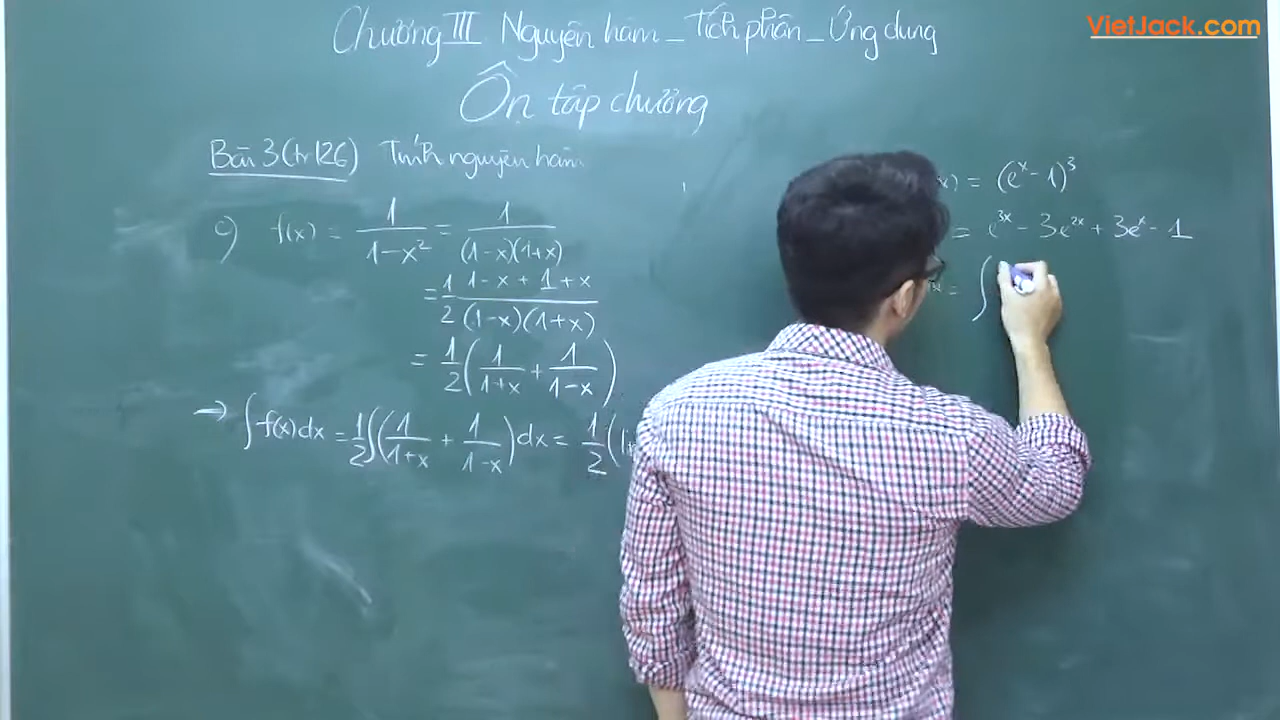 VietJack.com
Chương III Nguyên hàm _ Tích phân _ Ứng dụng
Ôn tập chương
Bài 3 (tr 126) Tính nguyên hàm
g) f(x) = 1/(1-x²) = 1/((1-x)(1+x))
= 1/2 (1-x+1+x)/((1-x)(1+x))
= 1/2 (1/(1+x) + 1/(1-x))
→ ∫ f(x)dx = 1/2 ∫(1/(1+x) + 1/(1-x))dx = 1/2 (
x) = (eˣ - 1)³
= e³ˣ - 3e²ˣ + 3eˣ - 1
= ∫